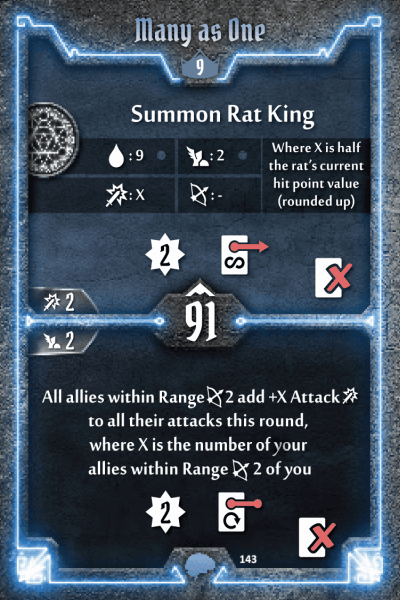 Many as One
9
Summon Rat King
: 9
: 2
: X
: -
Where X is half
the rat's current
hit point value
(rounded up)
2
2
91
2
All allies within Range 2 add +X Attack
to all their attacks this round,
where X is the number of your
allies within Range 2 of you
2
143